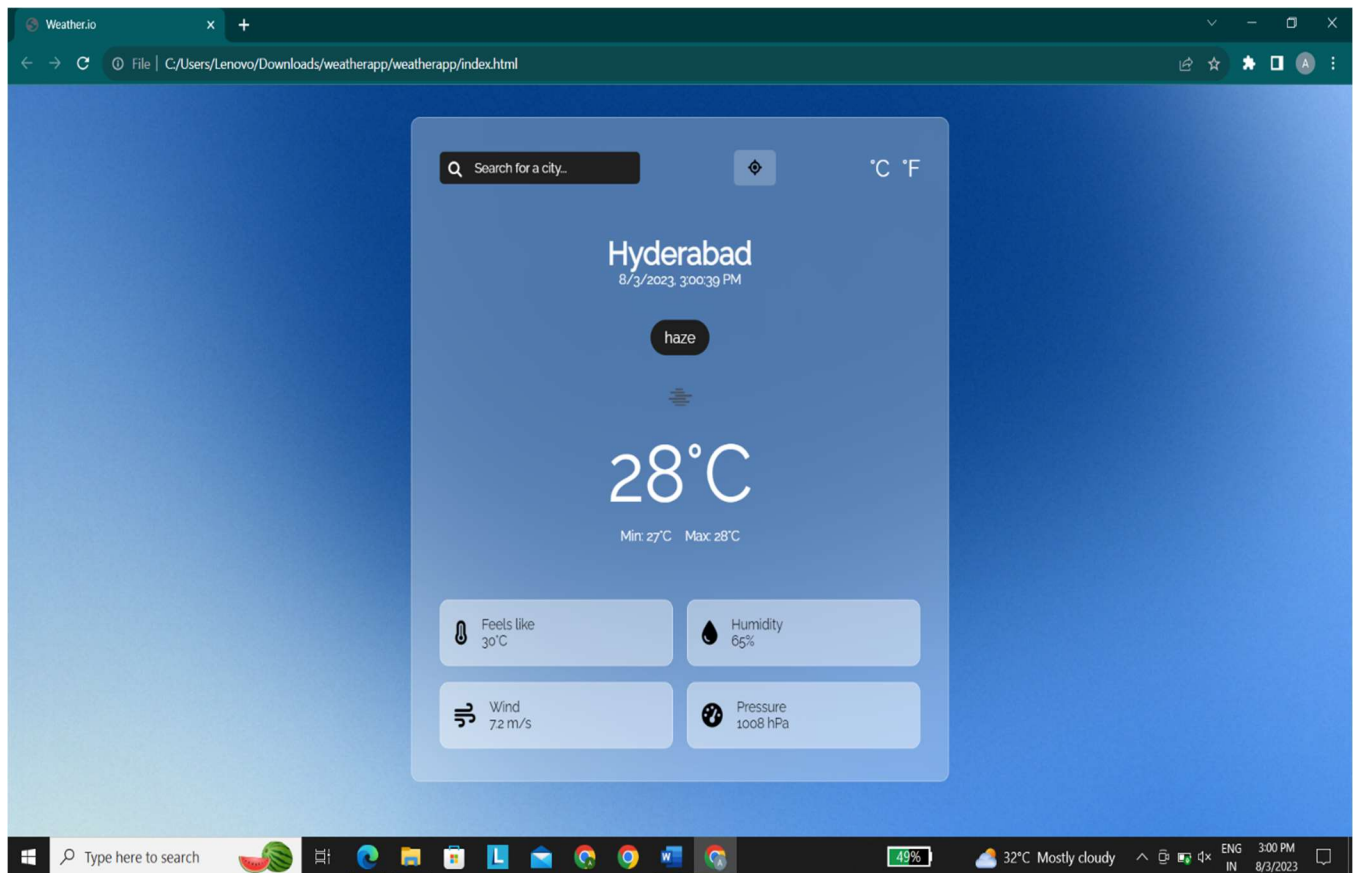 Weather.io
File | C:/Users/Lenovo/Downloads/weatherapp/weatherapp/index.html
A
Search for a city...
°C °F
Hyderabad
8/3/2023, 3:00:39 PM
haze
28°C
Min: 27°C Max: 28°C
Feels like
30°C
Humidity
65%
Wind
7.2 m/s
Pressure
1008 hPa
Type here to search
L
49%
32°C Mostly cloudy
ENG
IN
3:00 PM
8/3/2023